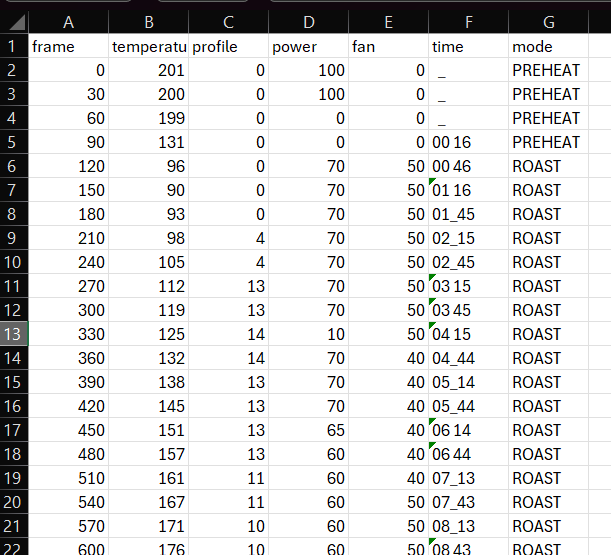 A B C D E F G
1 frame temperatu profile power fan time mode
2 0 201 0 100 0 _ PREHEAT
3 30 200 0 100 0 _ PREHEAT
4 60 199 0 0 0 _ PREHEAT
5 90 131 0 0 0 00 16 PREHEAT
6 120 96 0 70 50 00 46 ROAST
7 150 90 0 70 50 01 16 ROAST
8 180 93 0 70 50 01_45 ROAST
9 210 98 4 70 50 02_15 ROAST
10 240 105 4 70 50 02_45 ROAST
11 270 112 13 70 50 03 15 ROAST
12 300 119 13 70 50 03 45 ROAST
13 330 125 14 10 50 04 15 ROAST
14 360 132 14 70 40 04_44 ROAST
15 390 138 13 70 40 05_14 ROAST
16 420 145 13 70 40 05_44 ROAST
17 450 151 13 65 40 06 14 ROAST
18 480 157 13 60 40 06 44 ROAST
19 510 161 11 60 40 07_13 ROAST
20 540 167 11 60 50 07_43 ROAST
21 570 171 10 60 50 08_13 ROAST
22 600 176 10 60 50 08 43 ROAST